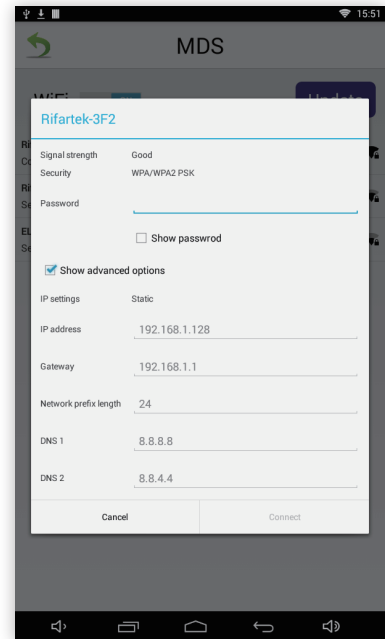 15:51
MDS
WiFi
Update
Rifartek-3F2
Signal strength Good
Security WPA/WPA2 PSK
Password
Show passwrod
Show advanced options
IP settings Static
IP address 192.168.1.128
Gateway 192.168.1.1
Network prefix length 24
DNS 1 8.8.8.8
DNS 2 8.8.4.4
Cancel Connect